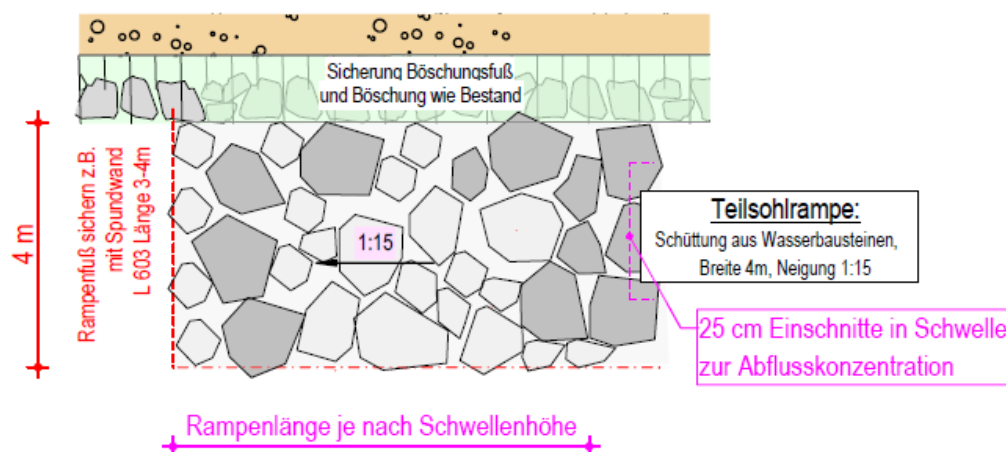 Sicherung Böschungsfuß
und Böschung wie Bestand
4 m
Rampenfuß sichern z.B.
mit Spundwand
L 603 Länge 3-4m
1:15
Teilsohlrampe:
Schüttung aus Wasserbausteinen,
Breite 4m, Neigung 1:15
25 cm Einschnitte in Schwelle
zur Abflusskonzentration
Rampenlänge je nach Schwellenhöhe